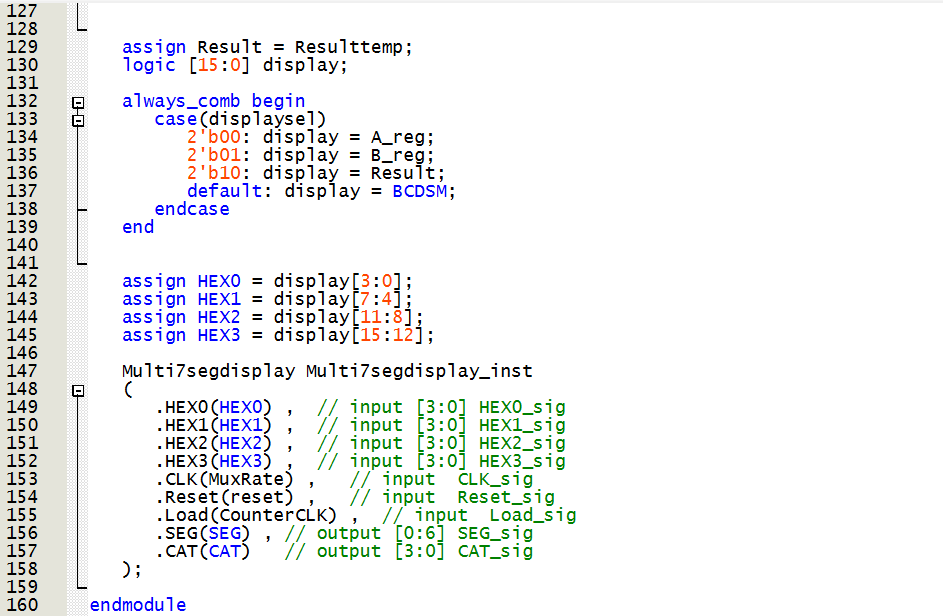 127
128
129 assign Result = Resulttemp;
130 logic [15:0] display;
131
132 always_comb begin
133 case(displaysel)
134 2'b00: display = A_reg;
135 2'b01: display = B_reg;
136 2'b10: display = Result;
137 default: display = BCDSM;
138 endcase
139 end
140
141
142 assign HEX0 = display[3:0];
143 assign HEX1 = display[7:4];
144 assign HEX2 = display[11:8];
145 assign HEX3 = display[15:12];
146
147 Multi7segdisplay Multi7segdisplay_inst
148 (
149 .HEX0(HEX0) , // input [3:0] HEX0_sig
150 .HEX1(HEX1) , // input [3:0] HEX1_sig
151 .HEX2(HEX2) , // input [3:0] HEX2_sig
152 .HEX3(HEX3) , // input [3:0] HEX3_sig
153 .CLK(MuxRate) , // input CLK_sig
154 .Reset(reset) , // input Reset_sig
155 .Load(CounterCLK) , // input Load_sig
156 .SEG(SEG) , // output [0:6] SEG_sig
157 .CAT(CAT) // output [3:0] CAT_sig
158 );
159
160 endmodule